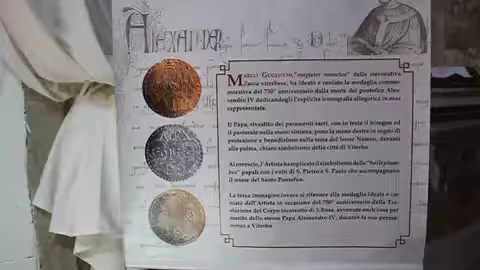 Alexander
MARCO GUGLIELMI, "magister monetae" della rievocativa
Zecca viterbese, ha ideato e coniato la medaglia comme-
morativa del 750° anniversario dalla morte del pontefice Ales-
sandro IV dedicandogli l'esplicita iconografia allegorica in essa
rappresentata.
Il Papa, rivestito dei paramenti sacri, con in testa il triregno ed
il pastorale nella mano sinistra, pone la mano destra in segno di
protezione e benedizione sulla testa del leone Nemeo, davanti
alla palma, chiaro simbolismo della città di Viterbo
Al rovescio, l'Artista ha replicato il simbolismo delle
papali con i volti di S. Pietro e S. Paolo che accompagnano
il nome del Santo Pontefice.
La terza immagine invece si riferisce alla medaglia ideale e co-
niata dall'Artista in occasione del 750° anniversario della Tra-
slazione del Corpo incorrotto di S. Rosa, avvenuta anch'essa per
merito dello stesso Papa Alessandro IV, durante la sua perma-
nenza a Viterbo